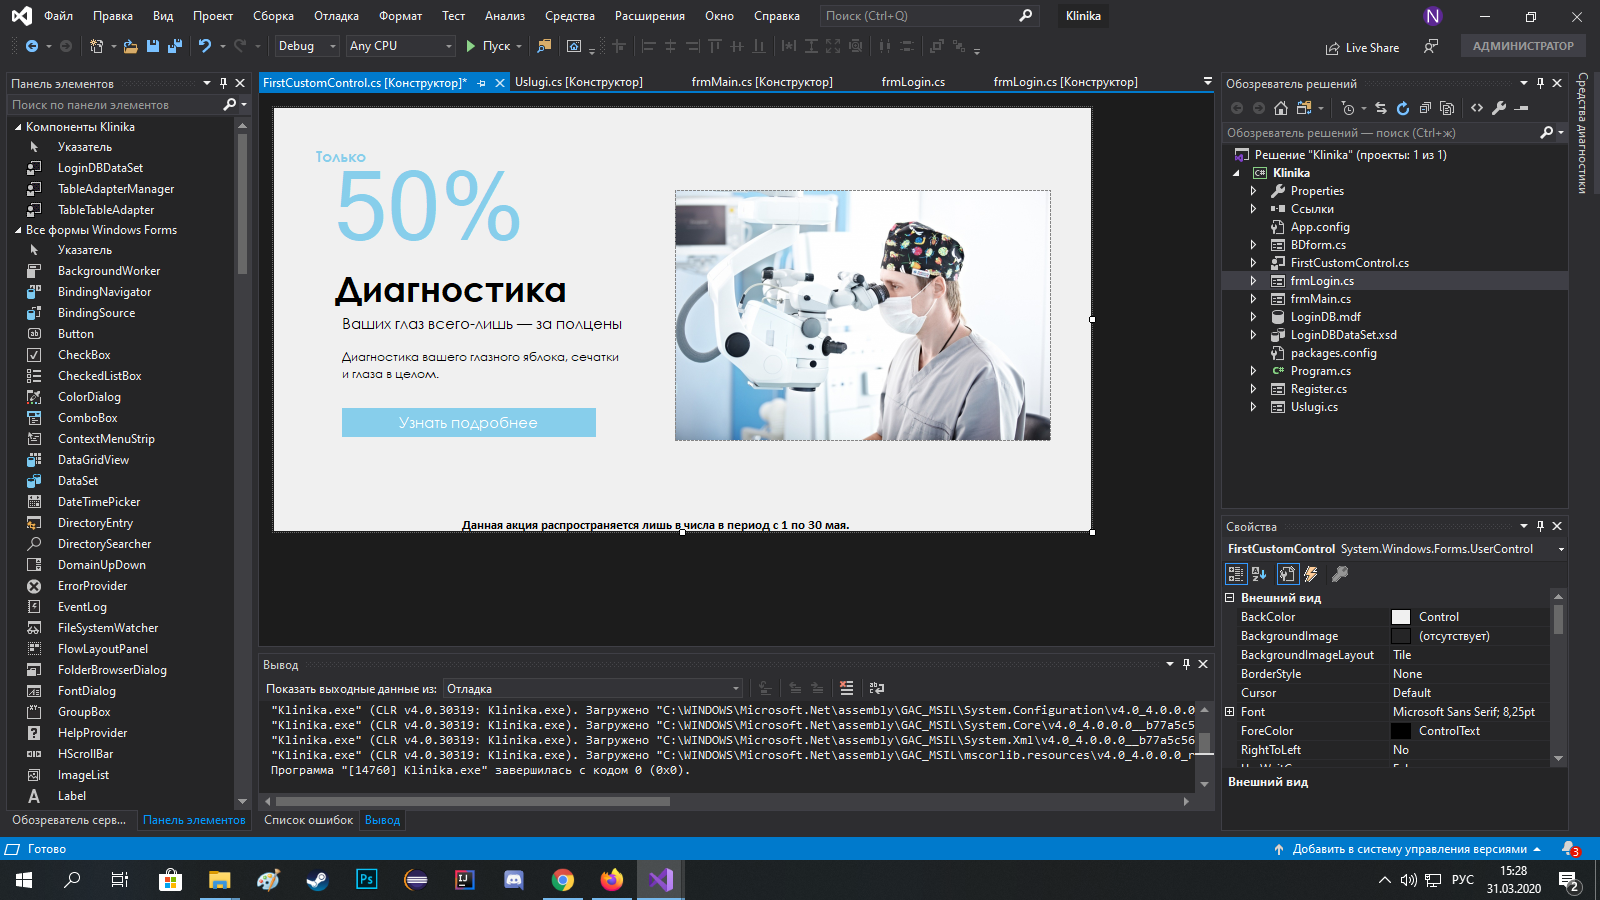 Файл Правка Вид Проект Сборка Отладка Формат Тест Анализ Средства Расширения Окно Справка Поиск (Ctrl+Q) Klinika N
Debug Any CPU Пуск Live Share АДМИНИСТРАТОР
Панель элементов
Поиск по панели элементов
Компоненты Klinika
Указатель
LoginDBDataSet
TableAdapterManager
TableTableAdapter
Все формы Windows Forms
Указатель
BackgroundWorker
BindingNavigator
BindingSource
Button
CheckBox
CheckedListBox
ColorDialog
ComboBox
ContextMenuStrip
DataGridView
DataSet
DateTimePicker
DirectoryEntry
DirectorySearcher
DomainUpDown
ErrorProvider
EventLog
FileSystemWatcher
FlowLayoutPanel
FolderBrowserDialog
FontDialog
GroupBox
HelpProvider
HScrollBar
ImageList
Label
Обозреватель серв... Панель элементов
FirstCustomControl.cs [Конструктор]* Uslugi.cs [Конструктор] frmMain.cs [Конструктор] frmLogin.cs frmLogin.cs [Конструктор]
Только
50%
Диагностика
Ваших глаз всего-лишь — за полцены
Диагностика вашего глазного яблока, сечатки
и глаза в целом.
Узнать подробнее
Данная акция распространяется лишь в числа в период с 1 по 30 мая.
Вывод
Показать выходные данные из: Отладка
"Klinika.exe" (CLR v4.0.30319: Klinika.exe). Загружено "C:\WINDOWS\Microsoft.Net\assembly\GAC_MSIL\System.Configuration\v4.0_4.0.0.0
"Klinika.exe" (CLR v4.0.30319: Klinika.exe). Загружено "C:\WINDOWS\Microsoft.Net\assembly\GAC_MSIL\System.Core\v4.0_4.0.0.0__b77a5c5
"Klinika.exe" (CLR v4.0.30319: Klinika.exe). Загружено "C:\WINDOWS\Microsoft.Net\assembly\GAC_MSIL\System.Xml\v4.0_4.0.0.0__b77a5c56
"Klinika.exe" (CLR v4.0.30319: Klinika.exe). Загружено "C:\WINDOWS\Microsoft.Net\assembly\GAC_MSIL\mscorlib.resources\v4.0_4.0.0.0_r
Программа "[14760] Klinika.exe" завершилась с кодом 0 (0x0).
Список ошибок Вывод
Обозреватель решений
Обозреватель решений — поиск (Ctrl+ж)
Решение "Klinika" (проекты: 1 из 1)
Klinika
Properties
Ссылки
App.config
BDform.cs
FirstCustomControl.cs
frmLogin.cs
frmMain.cs
LoginDB.mdf
LoginDBDataSet.xsd
packages.config
Program.cs
Register.cs
Uslugi.cs
Средства диагностики
Свойства
FirstCustomControl System.Windows.Forms.UserControl
Внешний вид
BackColor Control
BackgroundImage (отсутствует)
BackgroundImageLayout Tile
BorderStyle None
Cursor Default
Font Microsoft Sans Serif; 8,25pt
ForeColor ControlText
RightToLeft No
Внешний вид
Готово Добавить в систему управления версиями 3
Ps IJ РУС 15:28
31.03.2020 2